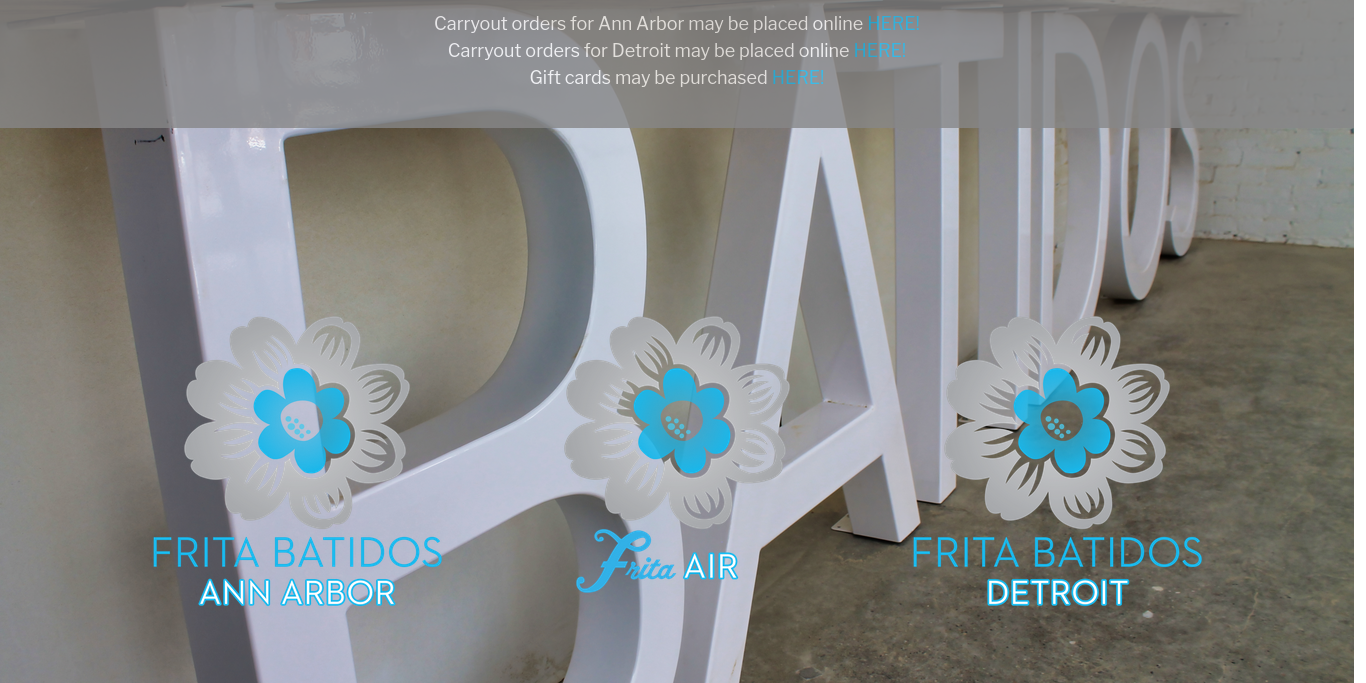 Carryout orders for Ann Arbor may be placed online HERE!
Carryout orders for Detroit may be placed online HERE!
Gift cards may be purchased HERE!
BATIDOS
FRITA BATIDOS
ANN ARBOR
Frita AIR
FRITA BATIDOS
DETROIT